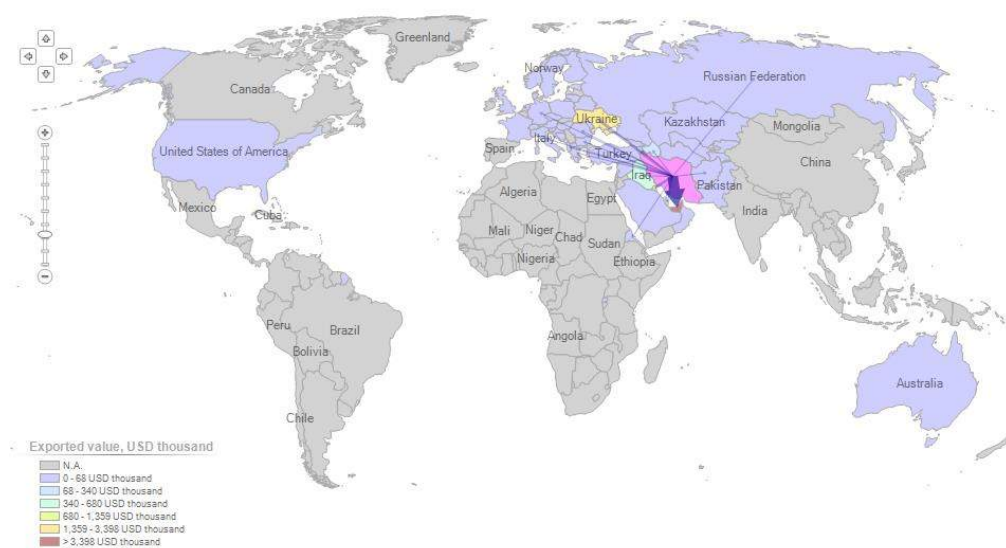 Greenland
Norway
Russian Federation
Canada
Ukraine
Kazakhstan
Mongolia
United States of America
Spain
Italy
Turkey
China
Iraq
Pakistan
Algeria
Egypt
Mexico
Cuba
India
Mali
Niger
Chad
Sudan
Nigeria
Ethiopia
Peru
Brazil
Angola
Bolivia
Australia
Chile
Exported value, USD thousand
N.A.
0 - 68 USD thousand
68 - 340 USD thousand
340 - 680 USD thousand
680 - 1,359 USD thousand
1,359 - 3,398 USD thousand
> 3,398 USD thousand